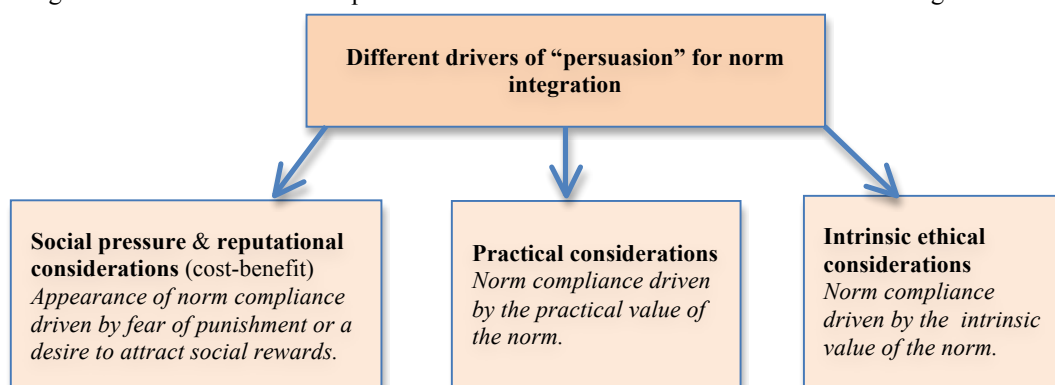 Different drivers of “persuasion” for norm
integration
Social pressure & reputational
considerations (cost-benefit)
Appearance of norm compliance
driven by fear of punishment or a
desire to attract social rewards.
Practical considerations
Norm compliance driven
by the practical value of
the norm.
Intrinsic ethical
considerations
Norm compliance
driven by the intrinsic
value of the norm.